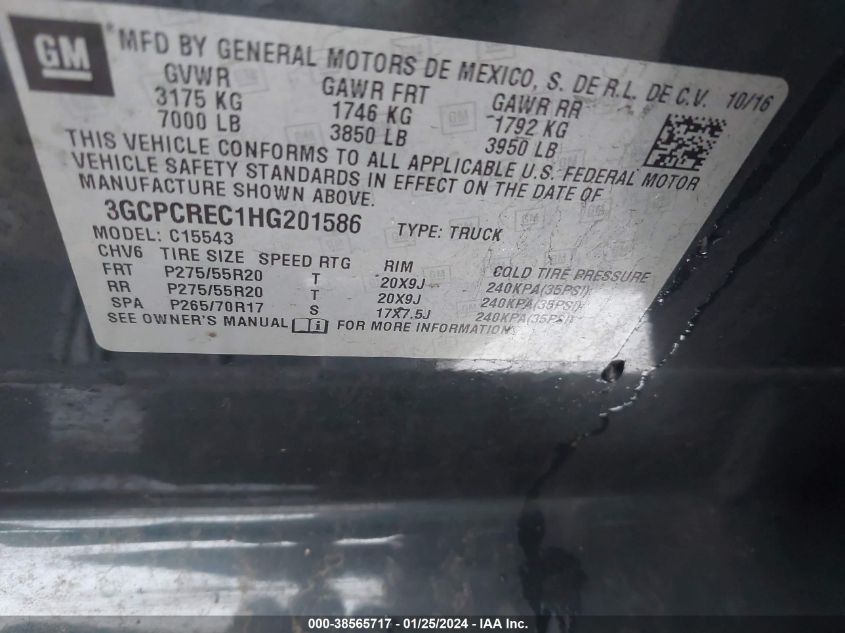 GM
*MFD BY GENERAL MOTORS DE MEXICO, S. DE R.L. DE C.V. 10/16
GVWR GAWR FRT GAWR RR
3175 KG 1746 KG 1792 KG
7000 LB 3850 LB 3950 LB
THIS VEHICLE CONFORMS TO ALL APPLICABLE U.S. FEDERAL MOTOR
VEHICLE SAFETY STANDARDS IN EFFECT ON THE DATE OF
MANUFACTURE SHOWN ABOVE.
3GCPCREC1HG201586 TYPE: TRUCK
MODEL: C15543
CHV6 TIRE SIZE SPEED RTG RIM COLD TIRE PRESSURE
FRT P275/55R20 T 20X9J 240KPA(35PSI)
RR P275/55R20 T 20X9J 240KPA(35PSI)
SPA P265/70R17 S 17X7.5J 240KPA(35PSI)
SEE OWNER'S MANUAL FOR MORE INFORMATION
000-38565717 - 01/25/2024 - IAA Inc.